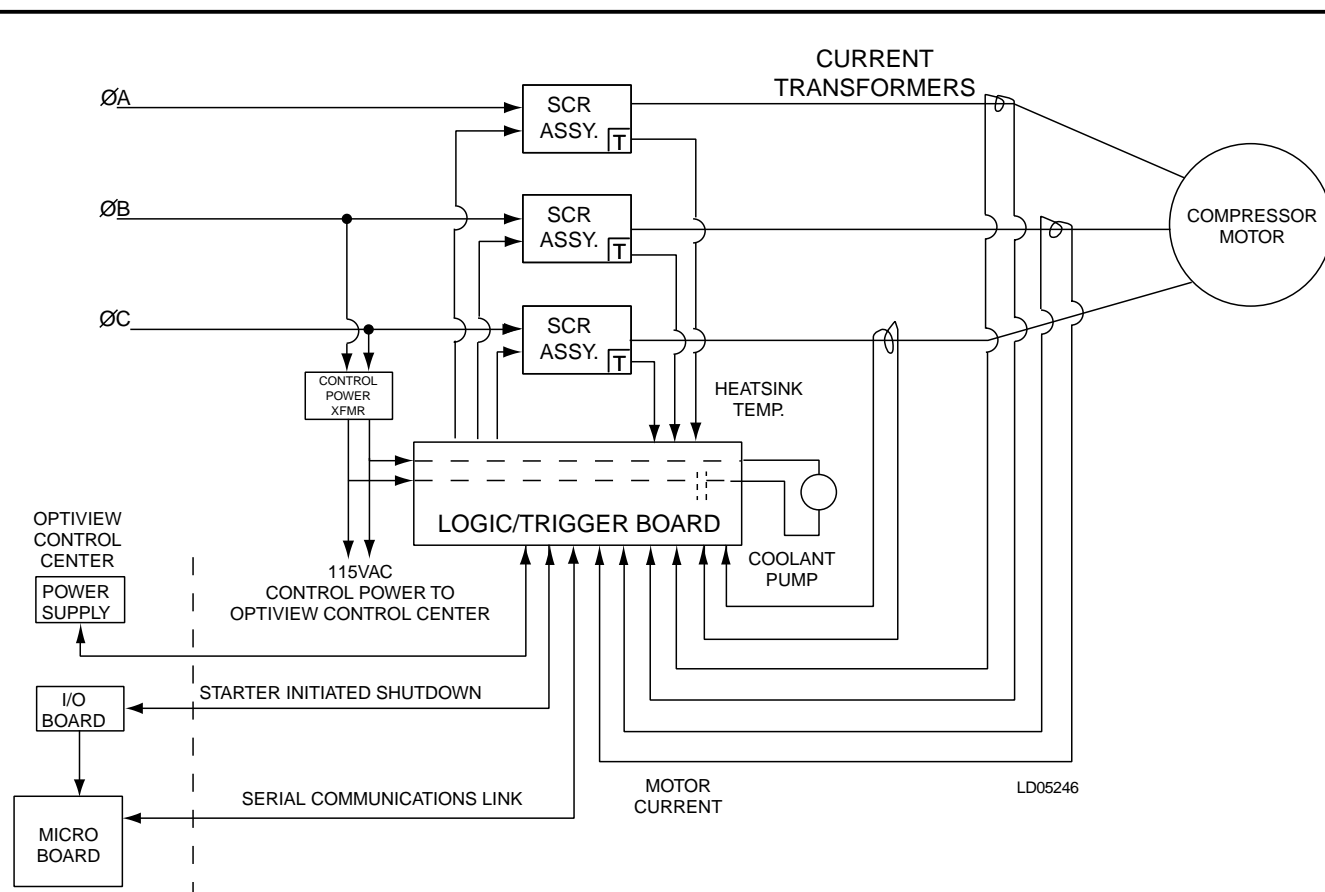 CURRENT
TRANSFORMERS
ØA
SCR
ASSY.
T
ØB
SCR
ASSY.
T
COMPRESSOR
MOTOR
ØC
SCR
ASSY.
T
CONTROL
POWER
XFMR
HEATSINK
TEMP.
LOGIC/TRIGGER BOARD
COOLANT
PUMP
OPTIVIEW
CONTROL
CENTER
POWER
SUPPLY
115VAC
CONTROL POWER TO
OPTIVIEW CONTROL CENTER
I/O
BOARD
STARTER INITIATED SHUTDOWN
MICRO
BOARD
SERIAL COMMUNICATIONS LINK
MOTOR
CURRENT
LD05246